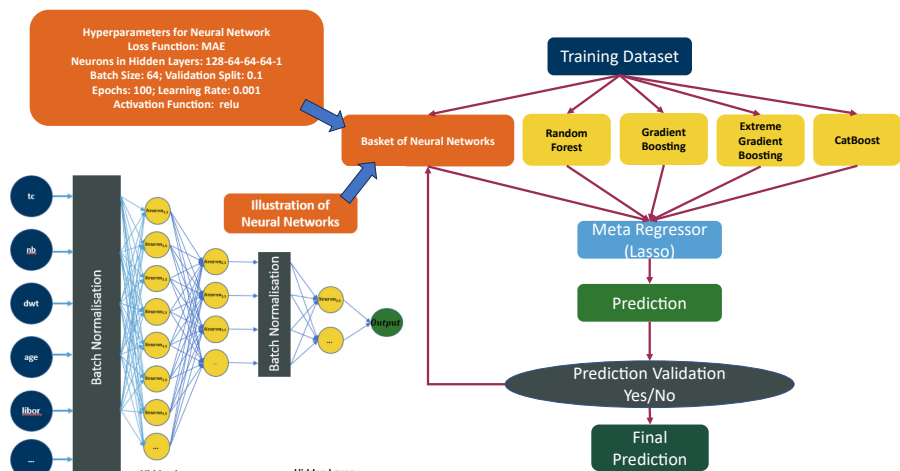 Hyperparameters for Neural Network
Loss Function: MAE
Neurons in Hidden Layers: 128-64-64-64-1
Batch Size: 64; Validation Split: 0.1
Epochs: 100; Learning Rate: 0.001
Activation Function: relu
Training Dataset
Basket of Neural Networks
Random
Forest
Gradient
Boosting
Extreme
Gradient
Boosting
CatBoost
Illustration of
Neural Networks
Meta Regressor
(Lasso)
Prediction
Prediction Validation
Yes/No
Final
Prediction
tc
nb
dwt
age
libor
...
Batch Normalisation
...
Batch Normalisation
...
Output